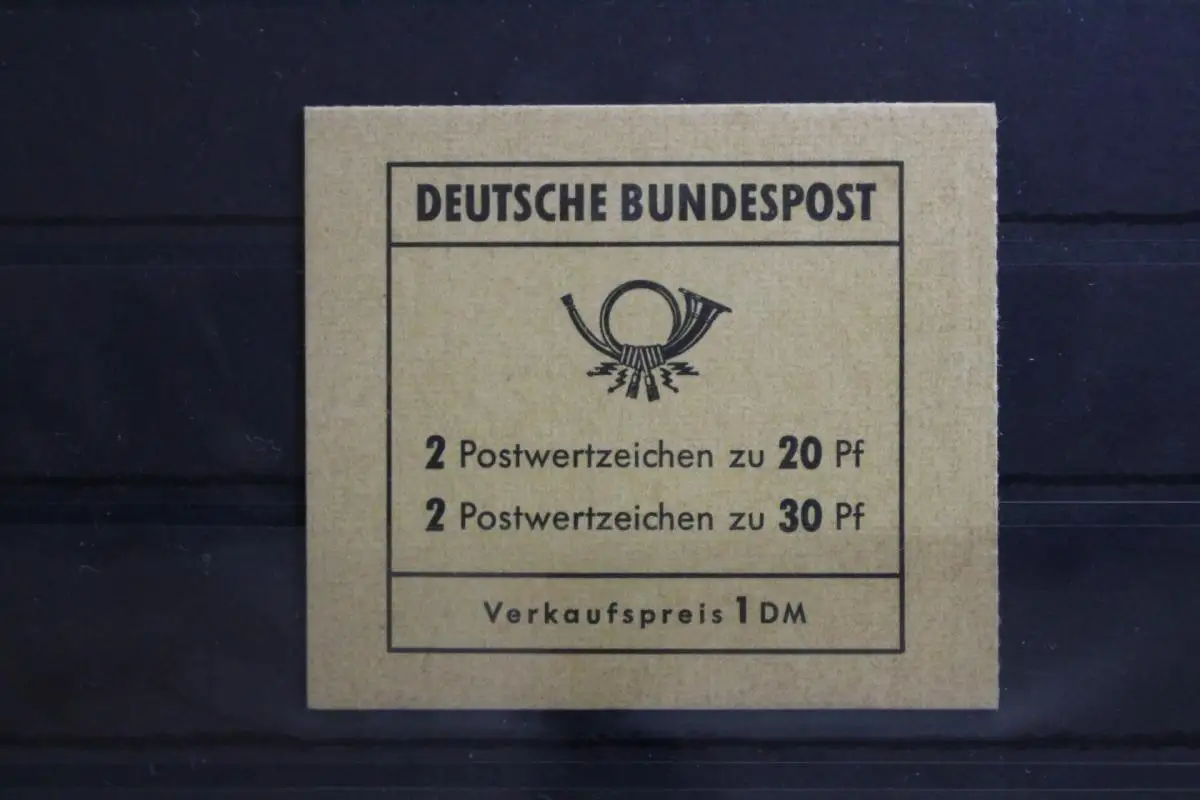 DEUTSCHE BUNDESPOST
2 Postwertzeichen zu 20 Pf
2 Postwertzeichen zu 30 Pf
Verkaufspreis 1 DM